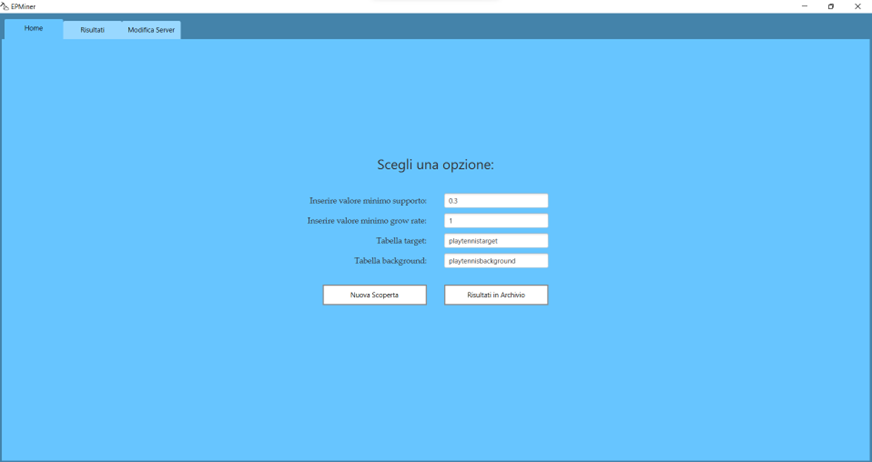 EPMiner
Home Risultati Modifica Server
Scegli una opzione:
Inserire valore minimo supporto: 0.3
Inserire valore minimo grow rate: 1
Tabella target: playtennistarget
Tabella background: playtennisbackground
Nuova Scoperta Risultati in Archivio